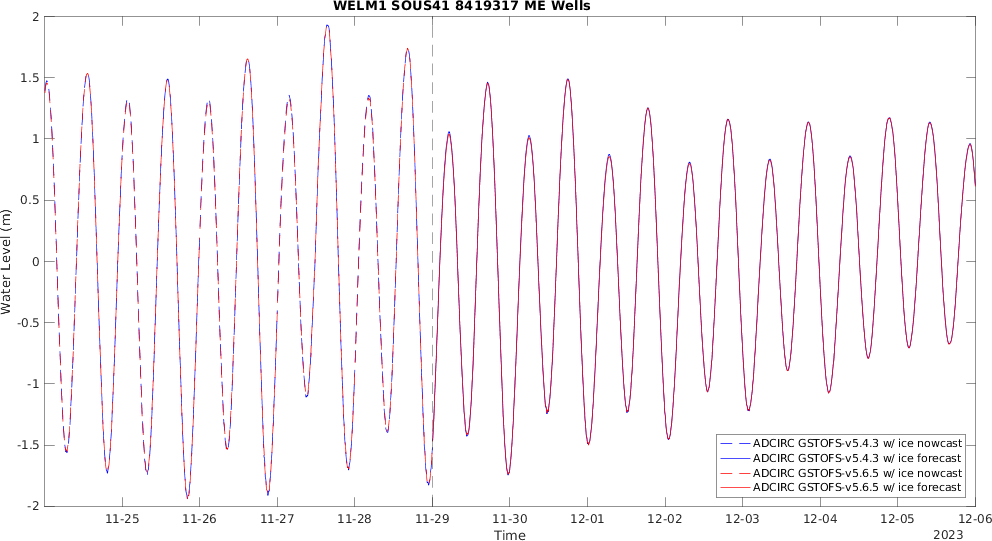 WELM1 SOUS41 8419317 ME Wells
Water Level (m)
2
1.5
1
0.5
0
-0.5
-1
-1.5
-2
ADCIRC GSTOFS-v5.4.3 w/ ice nowcast
ADCIRC GSTOFS-v5.4.3 w/ ice forecast
ADCIRC GSTOFS-v5.6.5 w/ ice nowcast
ADCIRC GSTOFS-v5.6.5 w/ ice forecast
11-25 11-26 11-27 11-28 11-29 11-30 12-01 12-02 12-03 12-04 12-05 12-06
Time
2023